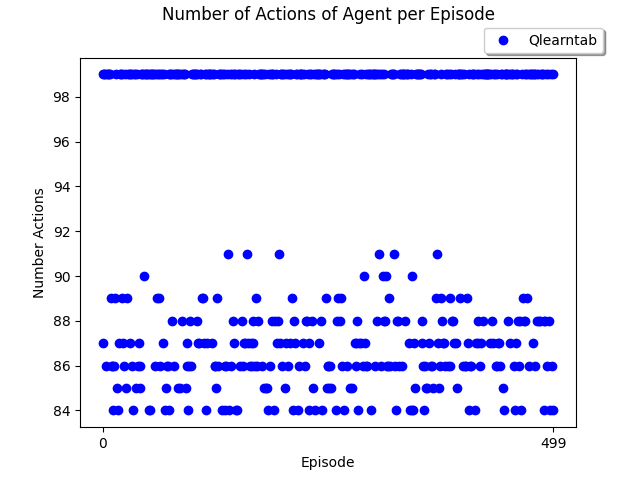 Number of Actions of Agent per Episode
Qlearntab
98
96
94
92
90
88
86
84
Number Actions
0
499
Episode